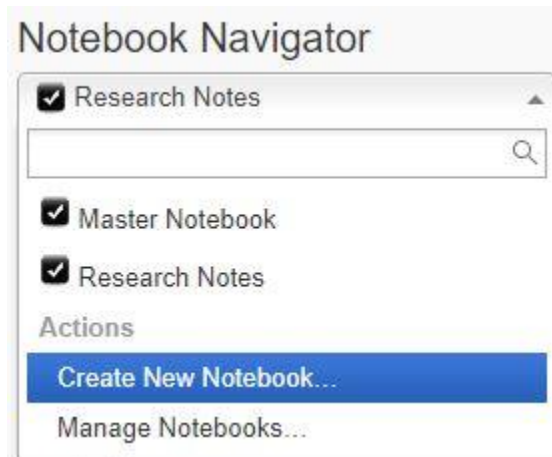 Notebook Navigator
Research Notes
Master Notebook
Research Notes
Actions
Create New Notebook...
Manage Notebooks...